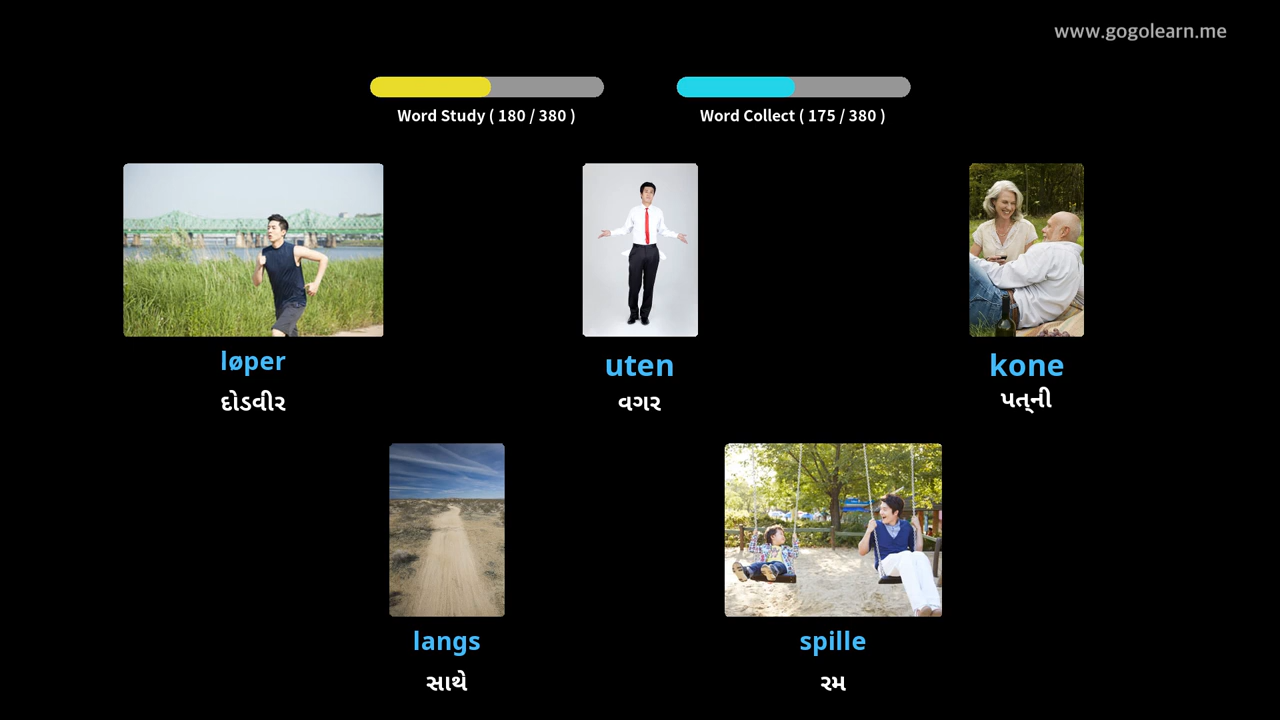 www.gogolearn.me
Word Study ( 180 / 380 )
Word Collect ( 175 / 380 )
løper
દોડવીર
uten
વગર
kone
પત્ની
langs
સાથે
spille
રમ